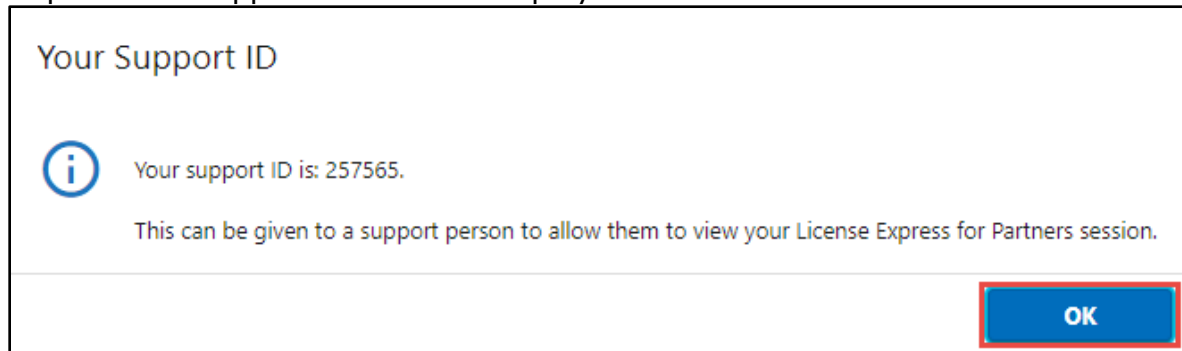 Your Support ID
Your support ID is: 257565.
This can be given to a support person to allow them to view your License Express for Partners session.
OK